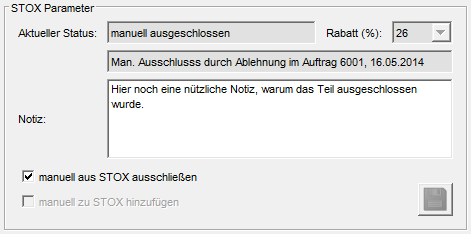 STOX Parameter
Aktueller Status: manuell ausgeschlossen Rabatt (%): 26
Man. Ausschlusss durch Ablehnung im Auftrag 6001, 16.05.2014
Hier noch eine nützliche Notiz, warum das Teil ausgeschlossen
wurde.
Notiz:
manuell aus STOX ausschließen
manuell zu STOX hinzufügen